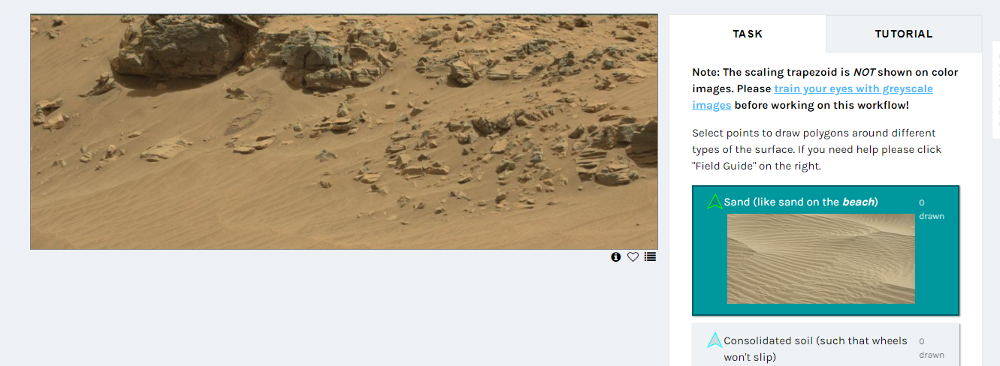 TASK
TUTORIAL
Note: The scaling trapezoid is NOT shown on color
images. Please train your eyes with greyscale
images before working on this workflow!
Select points to draw polygons around different
types of the surface. If you need help please click
"Field Guide" on the right.
Sand (like sand on the beach)
0
drawn
Consolidated soil (such that wheels
won't slip)
0
drawn